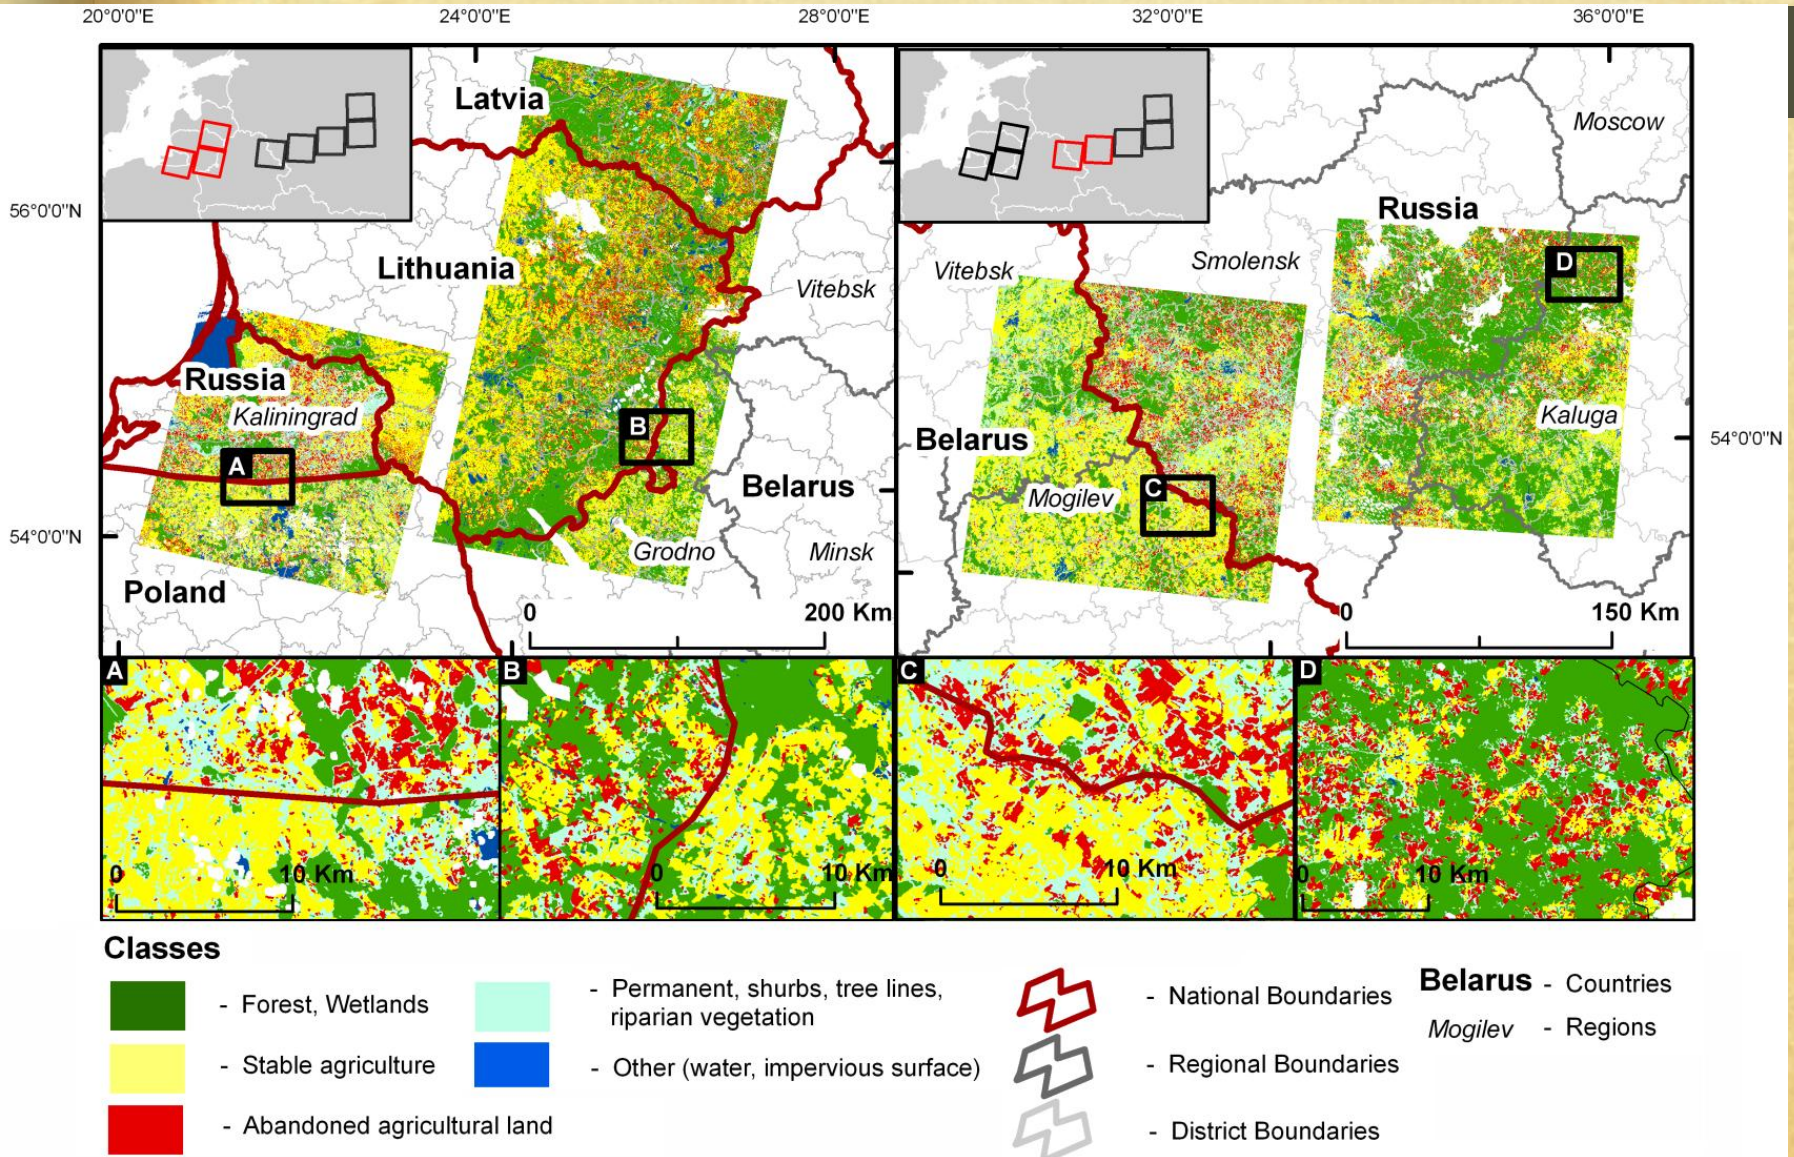 20°0'0"E
24°0'0"E
28°0'0"E
32°0'0"E
36°0'0"E
56°0'0"N
54°0'0"N
54°0'0"N
Latvia
Lithuania
Vitebsk
Russia
Kaliningrad
A
B
Belarus
Grodno
Minsk
Poland
0
200 Km
Moscow
Russia
Smolensk
Vitebsk
D
Kaluga
Belarus
Mogilev
C
0
150 Km
A
0
10 Km
B
0
10 Km
C
0
10 Km
D
0
10 Km
Classes
- Forest, Wetlands
- Stable agriculture
- Abandoned agricultural land
- Permanent, shurbs, tree lines,
riparian vegetation
- Other (water, impervious surface)
- National Boundaries
- Regional Boundaries
- District Boundaries
Belarus - Countries
Mogilev - Regions